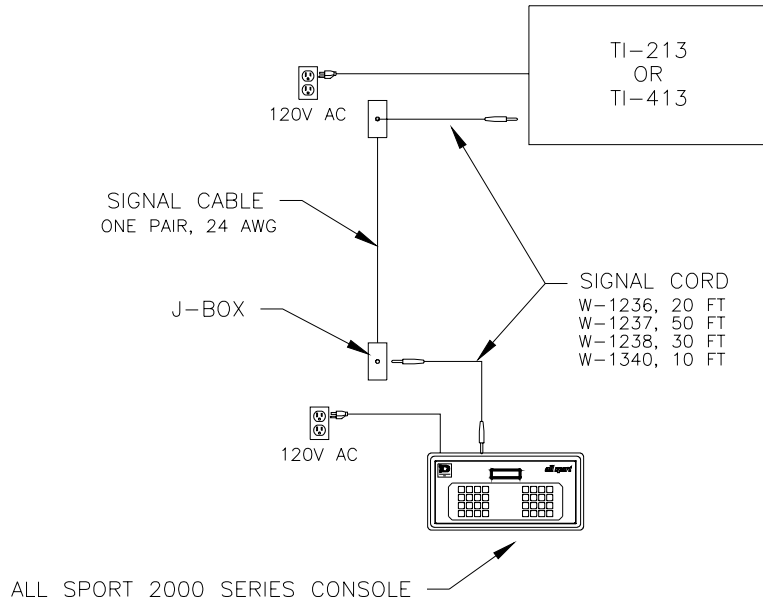 TI-213
OR
TI-413
120V AC
SIGNAL CABLE
ONE PAIR, 24 AWG
SIGNAL CORD
W-1236, 20 FT
W-1237, 50 FT
W-1238, 30 FT
W-1340, 10 FT
J-BOX
120V AC
all sport
ALL SPORT 2000 SERIES CONSOLE